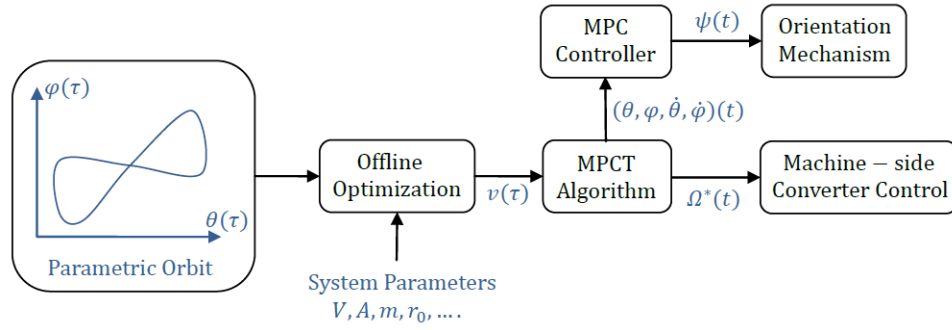 φ(τ)
θ(τ)
Parametric Orbit
Offline
Optimization
System Parameters
V, A, m, r₀, … .
v(τ)
MPCT
Algorithm
(θ, φ, θ̇, φ̇)(t)
MPC
Controller
ψ(t)
Orientation
Mechanism
Ω*(t)
Machine − side
Converter Control